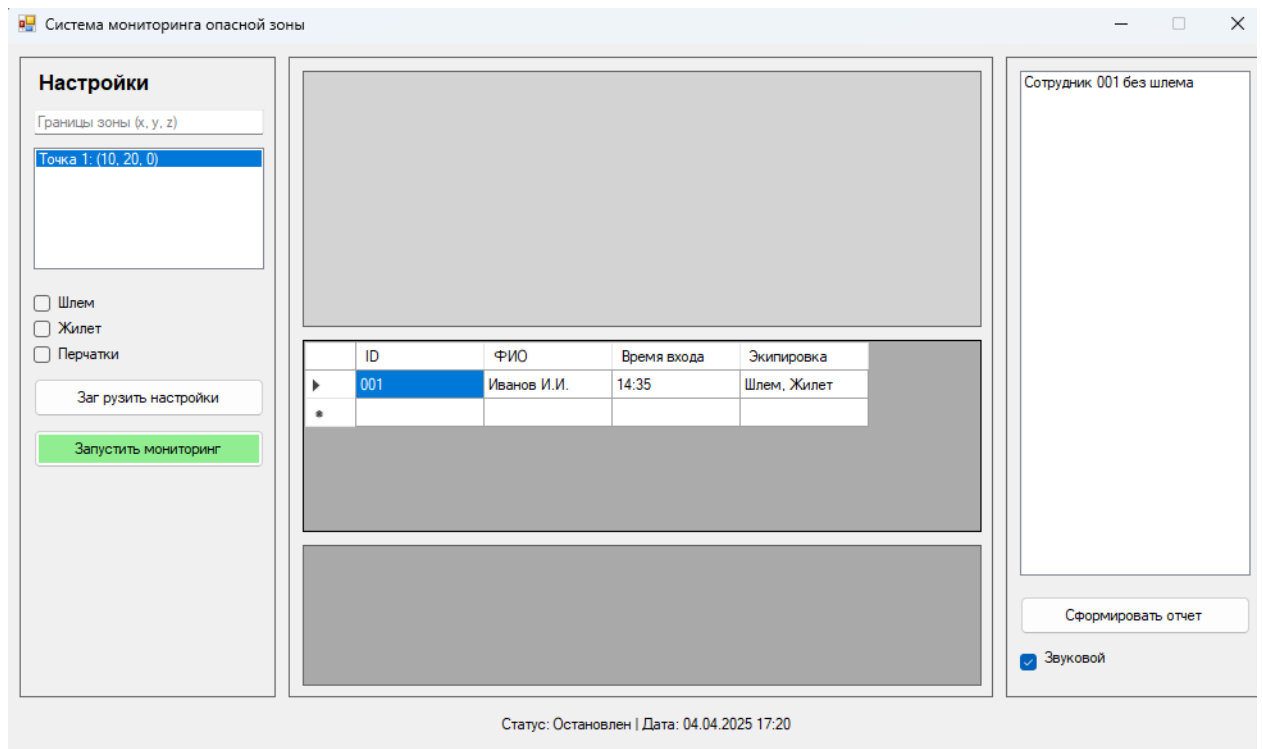 Система мониторинга опасной зоны
Настройки
Границы зоны (x, y, z)
Точка 1: (10, 20, 0)
Шлем
Жилет
Перчатки
Заг рузить настройки
Запустить мониторинг
ID ФИО Время входа Экипировка
001 Иванов И.И. 14:35 Шлем, Жилет
Сотрудник 001 без шлема
Сформировать отчет
Звуковой
Статус: Остановлен | Дата: 04.04.2025 17:20